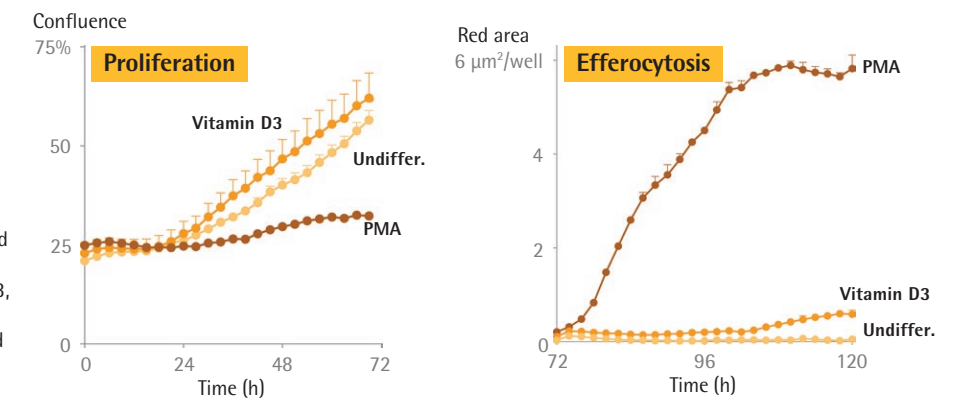 Confluence
75%
Proliferation
Vitamin D3
50
Undiffer.
PMA
25
0
0 24 48 72
Time (h)
Red area
6 µm²/well
Efferocytosis
PMA
4
2
Vitamin D3
Undiffer.
0
72 96 120
Time (h)
d
3,
d